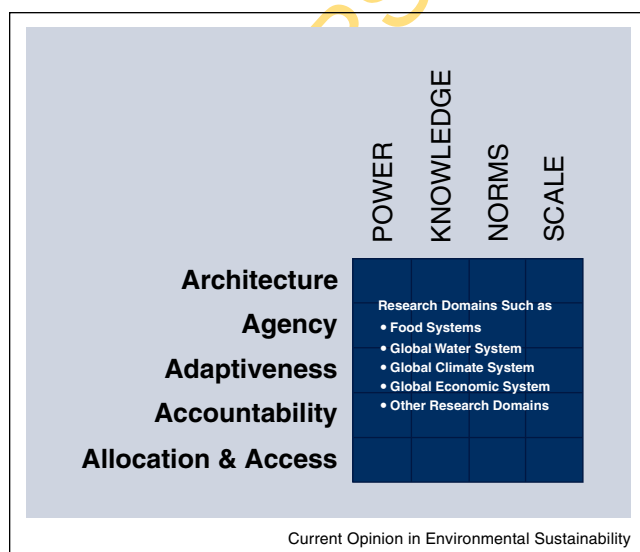 POWER
KNOWLEDGE
NORMS
SCALE
Architecture
Agency
Adaptiveness
Accountability
Allocation & Access
Research Domains Such as
• Food Systems
• Global Water System
• Global Climate System
• Global Economic System
• Other Research Domains
Current Opinion in Environmental Sustainability